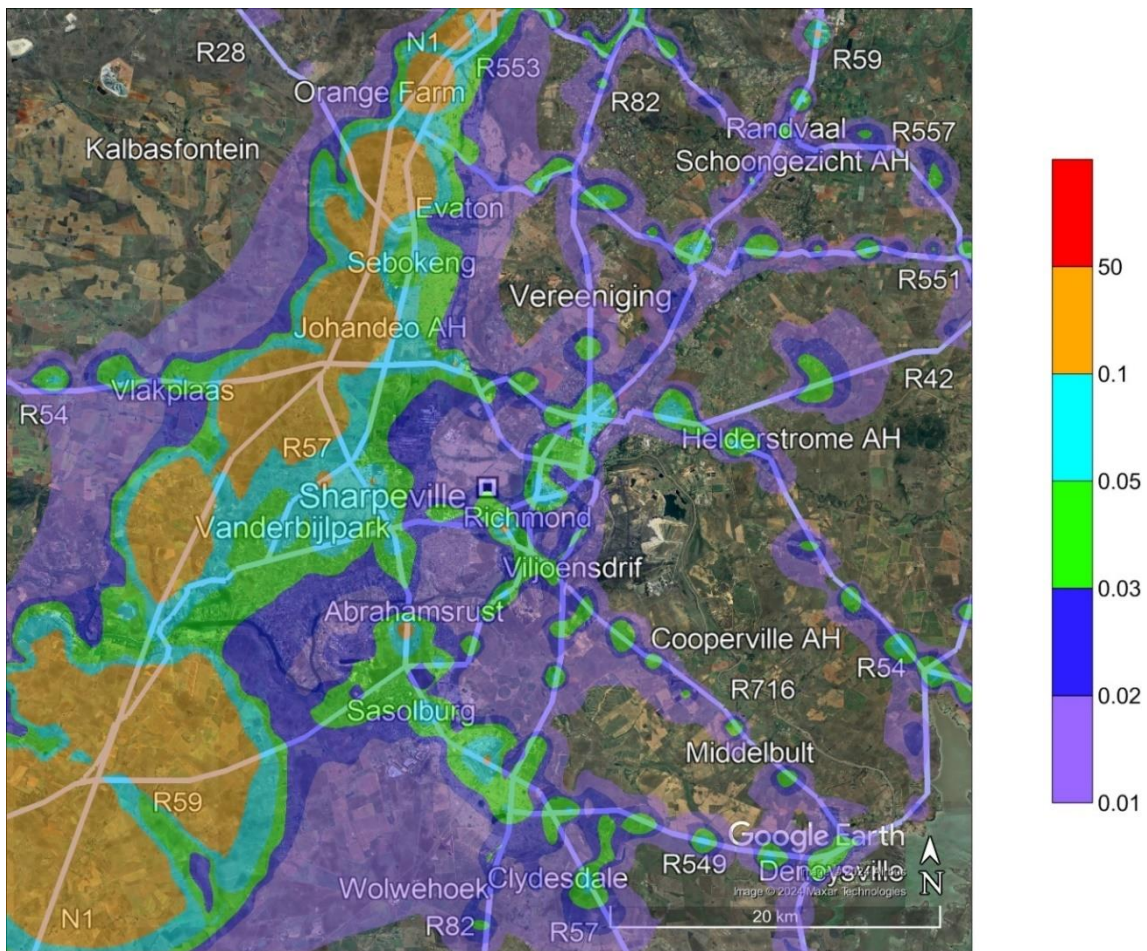 N1
R28
R553
R59
Orange Farm
R82
Kalbasfontein
Randvaal
R557
Schoongezicht AH
Evaton
Sebokeng
R551
Vereeniging
50
Johandeo AH
0.1
R42
Vlakplaas
R54
R57
Helderstrome AH
0.05
Sharpeville
Richmond
Vanderbijlpark
Viljoensdrif
0.03
Abrahamsrust
Cooperville AH
R54
R716
0.02
Sasolburg
Middelbult
R59
0.01
Google Earth
R549
Image © 2024 Maxar Technologies
N
Wolwehoek
Clydesdale
N1
R82
R57
20 km